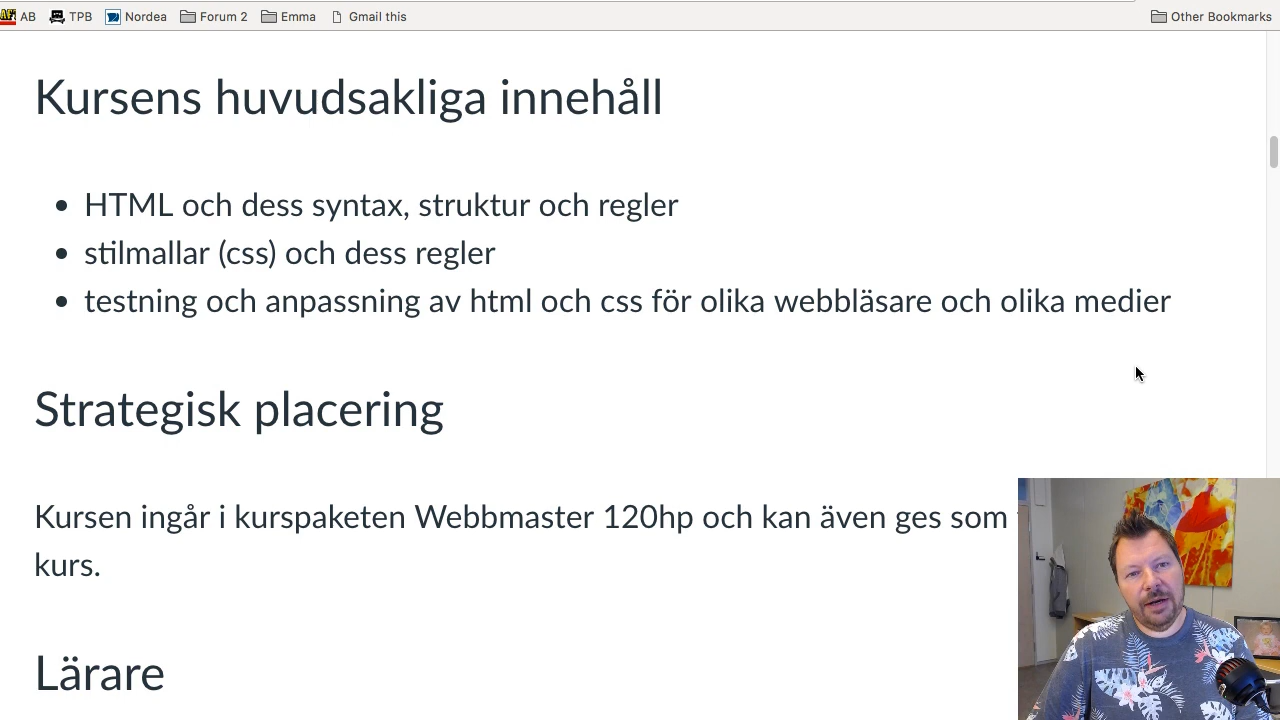 AB TPB Nordea Forum 2 Emma Gmail this Other Bookmarks
Kursens huvudsakliga innehåll
• HTML och dess syntax, struktur och regler
• stilmallar (css) och dess regler
• testning och anpassning av html och css för olika webbläsare och olika medier
Strategisk placering
Kursen ingår i kurspaketen Webbmaster 120hp och kan även ges som
kurs.
Lärare